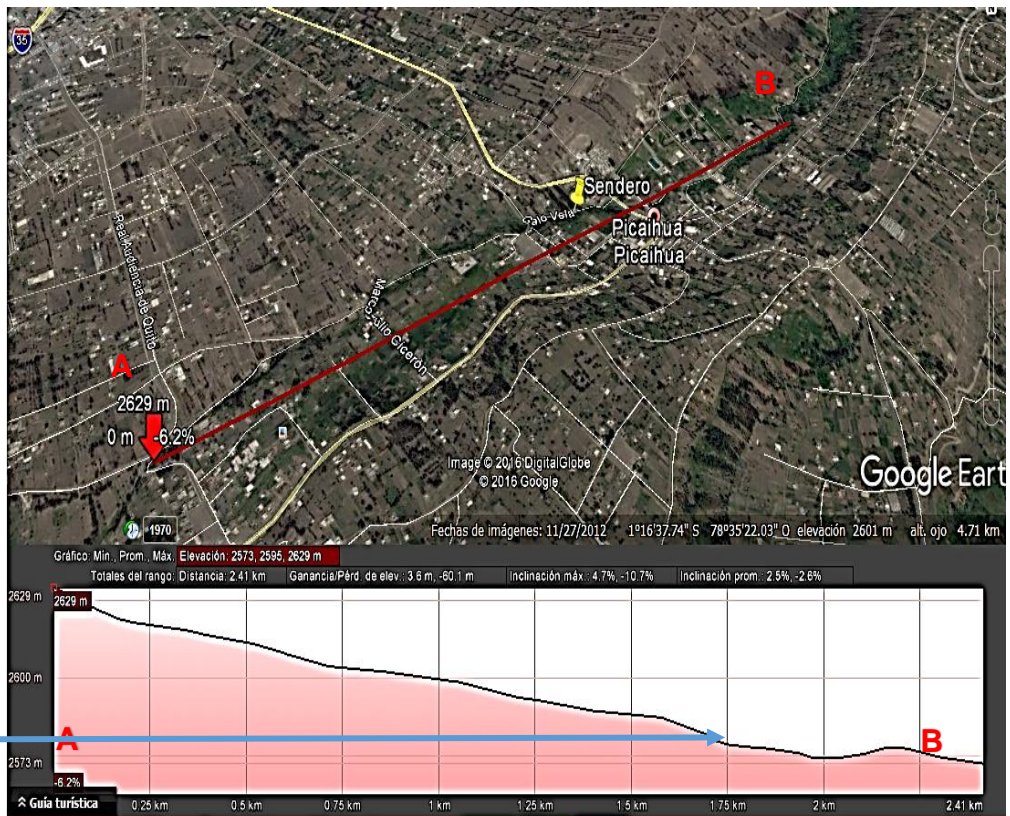 35
B
Sendero
Galo Vela
Picaihua
Picaihua
Real Audiencia de Quito
Cicerón
A
2629 m
0 m -6.2%
Image © 2016 DigitalGlobe
© 2016 Google
Google Eart
1970
Fechas de imágenes: 11/27/2012 1°16'37.74" S 78°35'22.03" O elevación 2601 m alt. ojo 4.71 km
Gráfico: Mín., Prom., Máx. Elevación: 2573, 2595, 2629 m
Totales del rango: Distancia: 2.41 km Ganancia/Pérd. de elev.: 3.6 m, -60.1 m Inclinación máx.: 4.7%, -10.7% Inclinación prom.: 2.5%, -2.6%
2629 m
2629 m
2600 m
A
B
2573 m
-6.2%
Guía turística
0.25 km 0.5 km 0.75 km 1 km 1.25 km 1.5 km 1.75 km 2 km 2.41 km